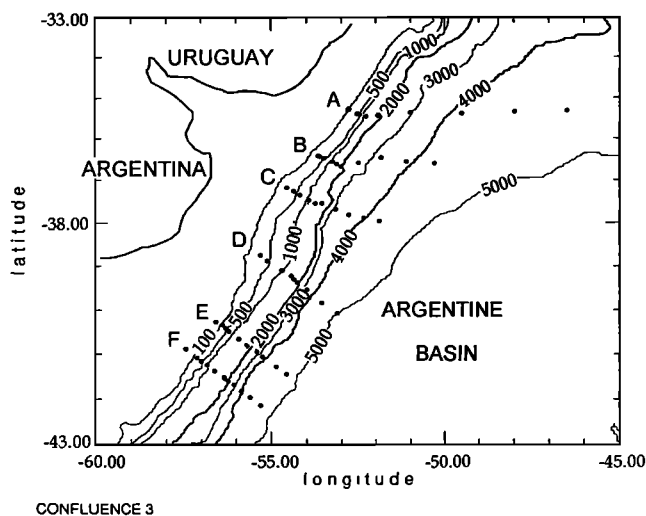 -33.00
URUGUAY
500
1000
2000
3000
4000
A
B
ARGENTINA
C
5000
-38.00
latitude
D
1000
4000
E
ARGENTINE
F
100
500
2000
3000
5000
BASIN
-43.00
-60.00
-55.00
-50.00
-45.00
longitude
CONFLUENCE 3